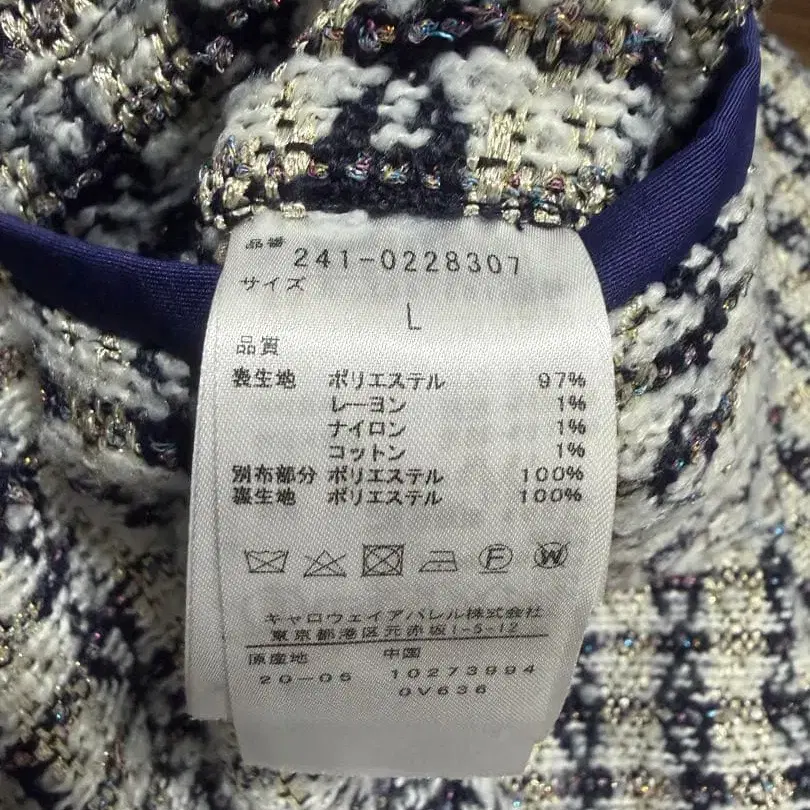 品番 241-0228307
サイズ
L
品質
表生地 ポリエステル 97%
レーヨン 1%
ナイロン 1%
コットン 1%
別布部分 ポリエステル 100%
裏生地 ポリエステル 100%
F W
キャロウェイアパレル株式会社
東京都港区元赤坂1-5-12
原産地 中国
20-06 10273994
0V636